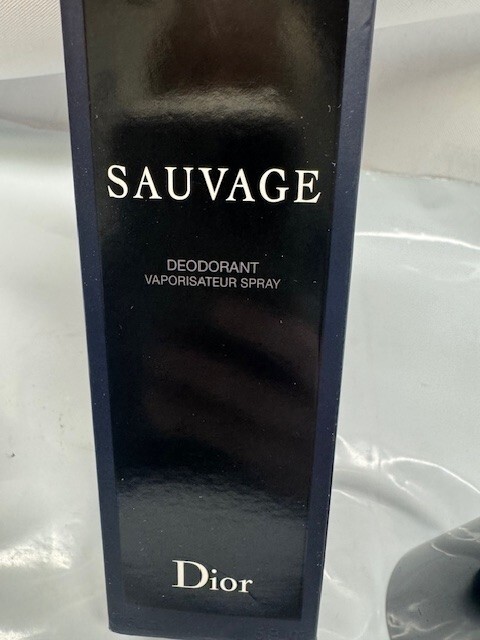 SAUVAGE
DEODORANT
VAPORISATEUR SPRAY
Dior